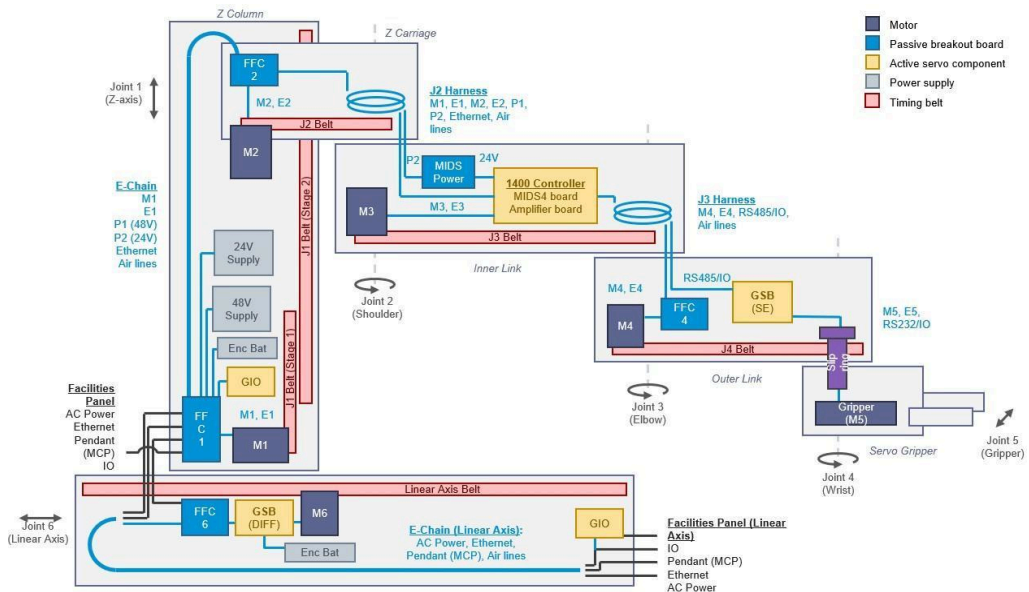 Z Column
Z Carriage
Motor
Passive breakout board
Active servo component
Power supply
Timing belt
Joint 1
(Z-axis)
FFC
2
M2, E2
J2 Belt
M2
J2 Harness
M1, E1, M2, E2, P1,
P2, Ethernet, Air
lines
E-Chain
M1
E1
P1 (48V)
P2 (24V)
Ethernet
Air lines
J1 Belt (Stage 2)
P2
MIDS
Power
24V
1400 Controller
MIDS4 board
Amplifier board
M3
M3, E3
J3 Belt
J3 Harness
M4, E4, RS485/IO,
Air lines
Inner Link
24V
Supply
48V
Supply
Enc Bat
GIO
J1 Belt (Stage 1)
FF
C
1
M1, E1
M1
Joint 2
(Shoulder)
RS485/IO
M4, E4
M4
FFC
4
GSB
(SE)
M5, E5,
RS232/IO
J4 Belt
Slip
ring
Outer Link
Joint 3
(Elbow)
Gripper
(M5)
Servo Gripper
Joint 4
(Wrist)
Joint 5
(Gripper)
Facilities
Panel
AC Power
Ethernet
Pendant
(MCP)
IO
Linear Axis Belt
Joint 6
(Linear Axis)
FFC
6
GSB
(DIFF)
M6
Enc Bat
E-Chain (Linear Axis):
AC Power, Ethernet,
Pendant (MCP), Air lines
GIO
Facilities Panel (Linear
Axis)
IO
Pendant (MCP)
Ethernet
AC Power